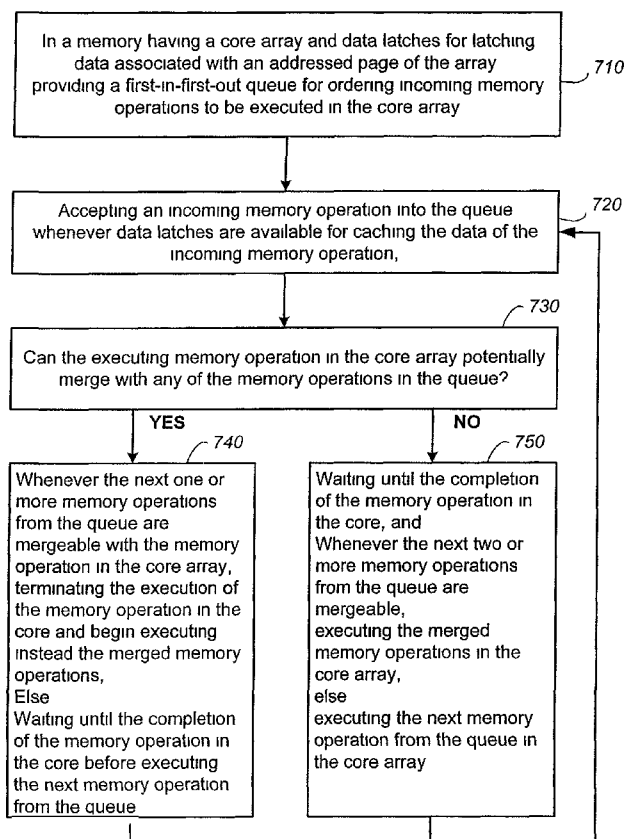 In a memory having a core array and data latches for latching
data associated with an addressed page of the array
providing a first-in-first-out queue for ordering incoming memory
operations to be executed in the core array
710
Accepting an incoming memory operation into the queue
whenever data latches are available for caching the data of the
incoming memory operation,
720
730
Can the executing memory operation in the core array potentially
merge with any of the memory operations in the queue?
YES
NO
740
Whenever the next one or
more memory operations
from the queue are
mergeable with the memory
operation in the core array,
terminating the execution of
the memory operation in the
core and begin executing
instead the merged memory
operations,
Else
Waiting until the completion
of the memory operation in
the core before executing
the next memory operation
from the queue
750
Waiting until the completion
of the memory operation in
the core, and
Whenever the next two or
more memory operations
from the queue are
mergeable,
executing the merged
memory operations in the
core array,
else
executing the next memory
operation from the queue in
the core array